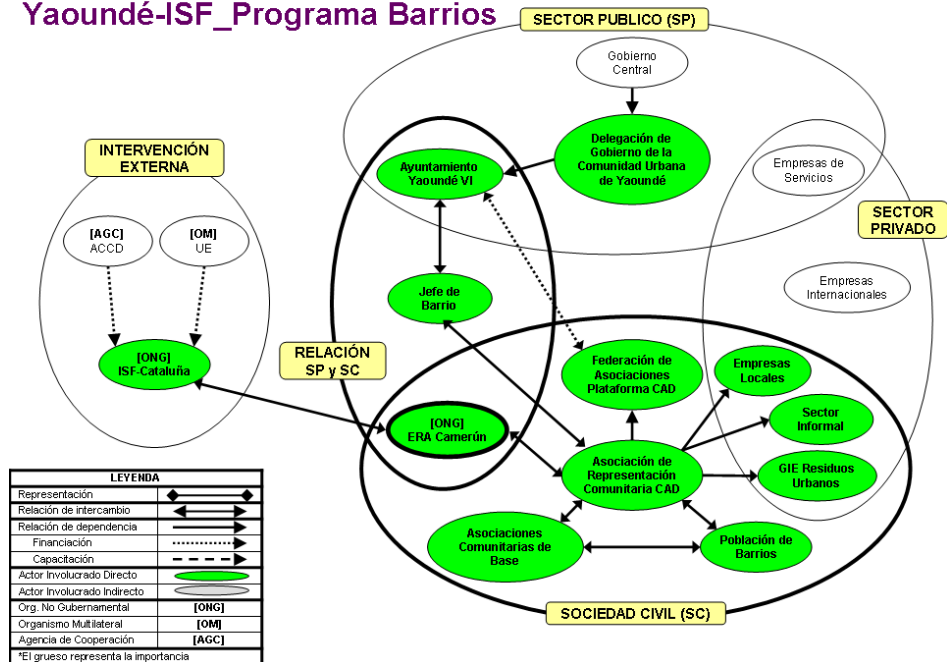 Yaoundé-ISF_Programa Barrios
SECTOR PUBLICO (SP)
Gobierno
Central
Delegación de
Gobierno de la
Comunidad Urbana
de Yaoundé
Ayuntamiento
Yaoundé VI
Empresas de
Servicios
INTERVENCIÓN
EXTERNA
SECTOR
PRIVADO
[AGC]
ACCD
[OM]
UE
Empresas
Internacionales
Jefe de
Barrio
[ONG]
ISF-Cataluña
RELACIÓN
SP y SC
Federación de
Asociaciones
Plataforma CAD
Empresas
Locales
Sector
Informal
[ONG]
ERA Camerún
Asociación de
Representación
Comunitaria CAD
GIE Residuos
Urbanos
Asociaciones
Comunitarias de
Base
Población de
Barrios
SOCIEDAD CIVIL (SC)
LEYENDA
Representación
Relación de intercambio
Relación de dependencia
Financiación
Capacitación
Actor Involucrado Directo
Actor Involucrado Indirecto
Org. No Gubernamental [ONG]
Organismo Multilateral [OM]
Agencia de Cooperación [AGC]
*El grueso representa la importancia